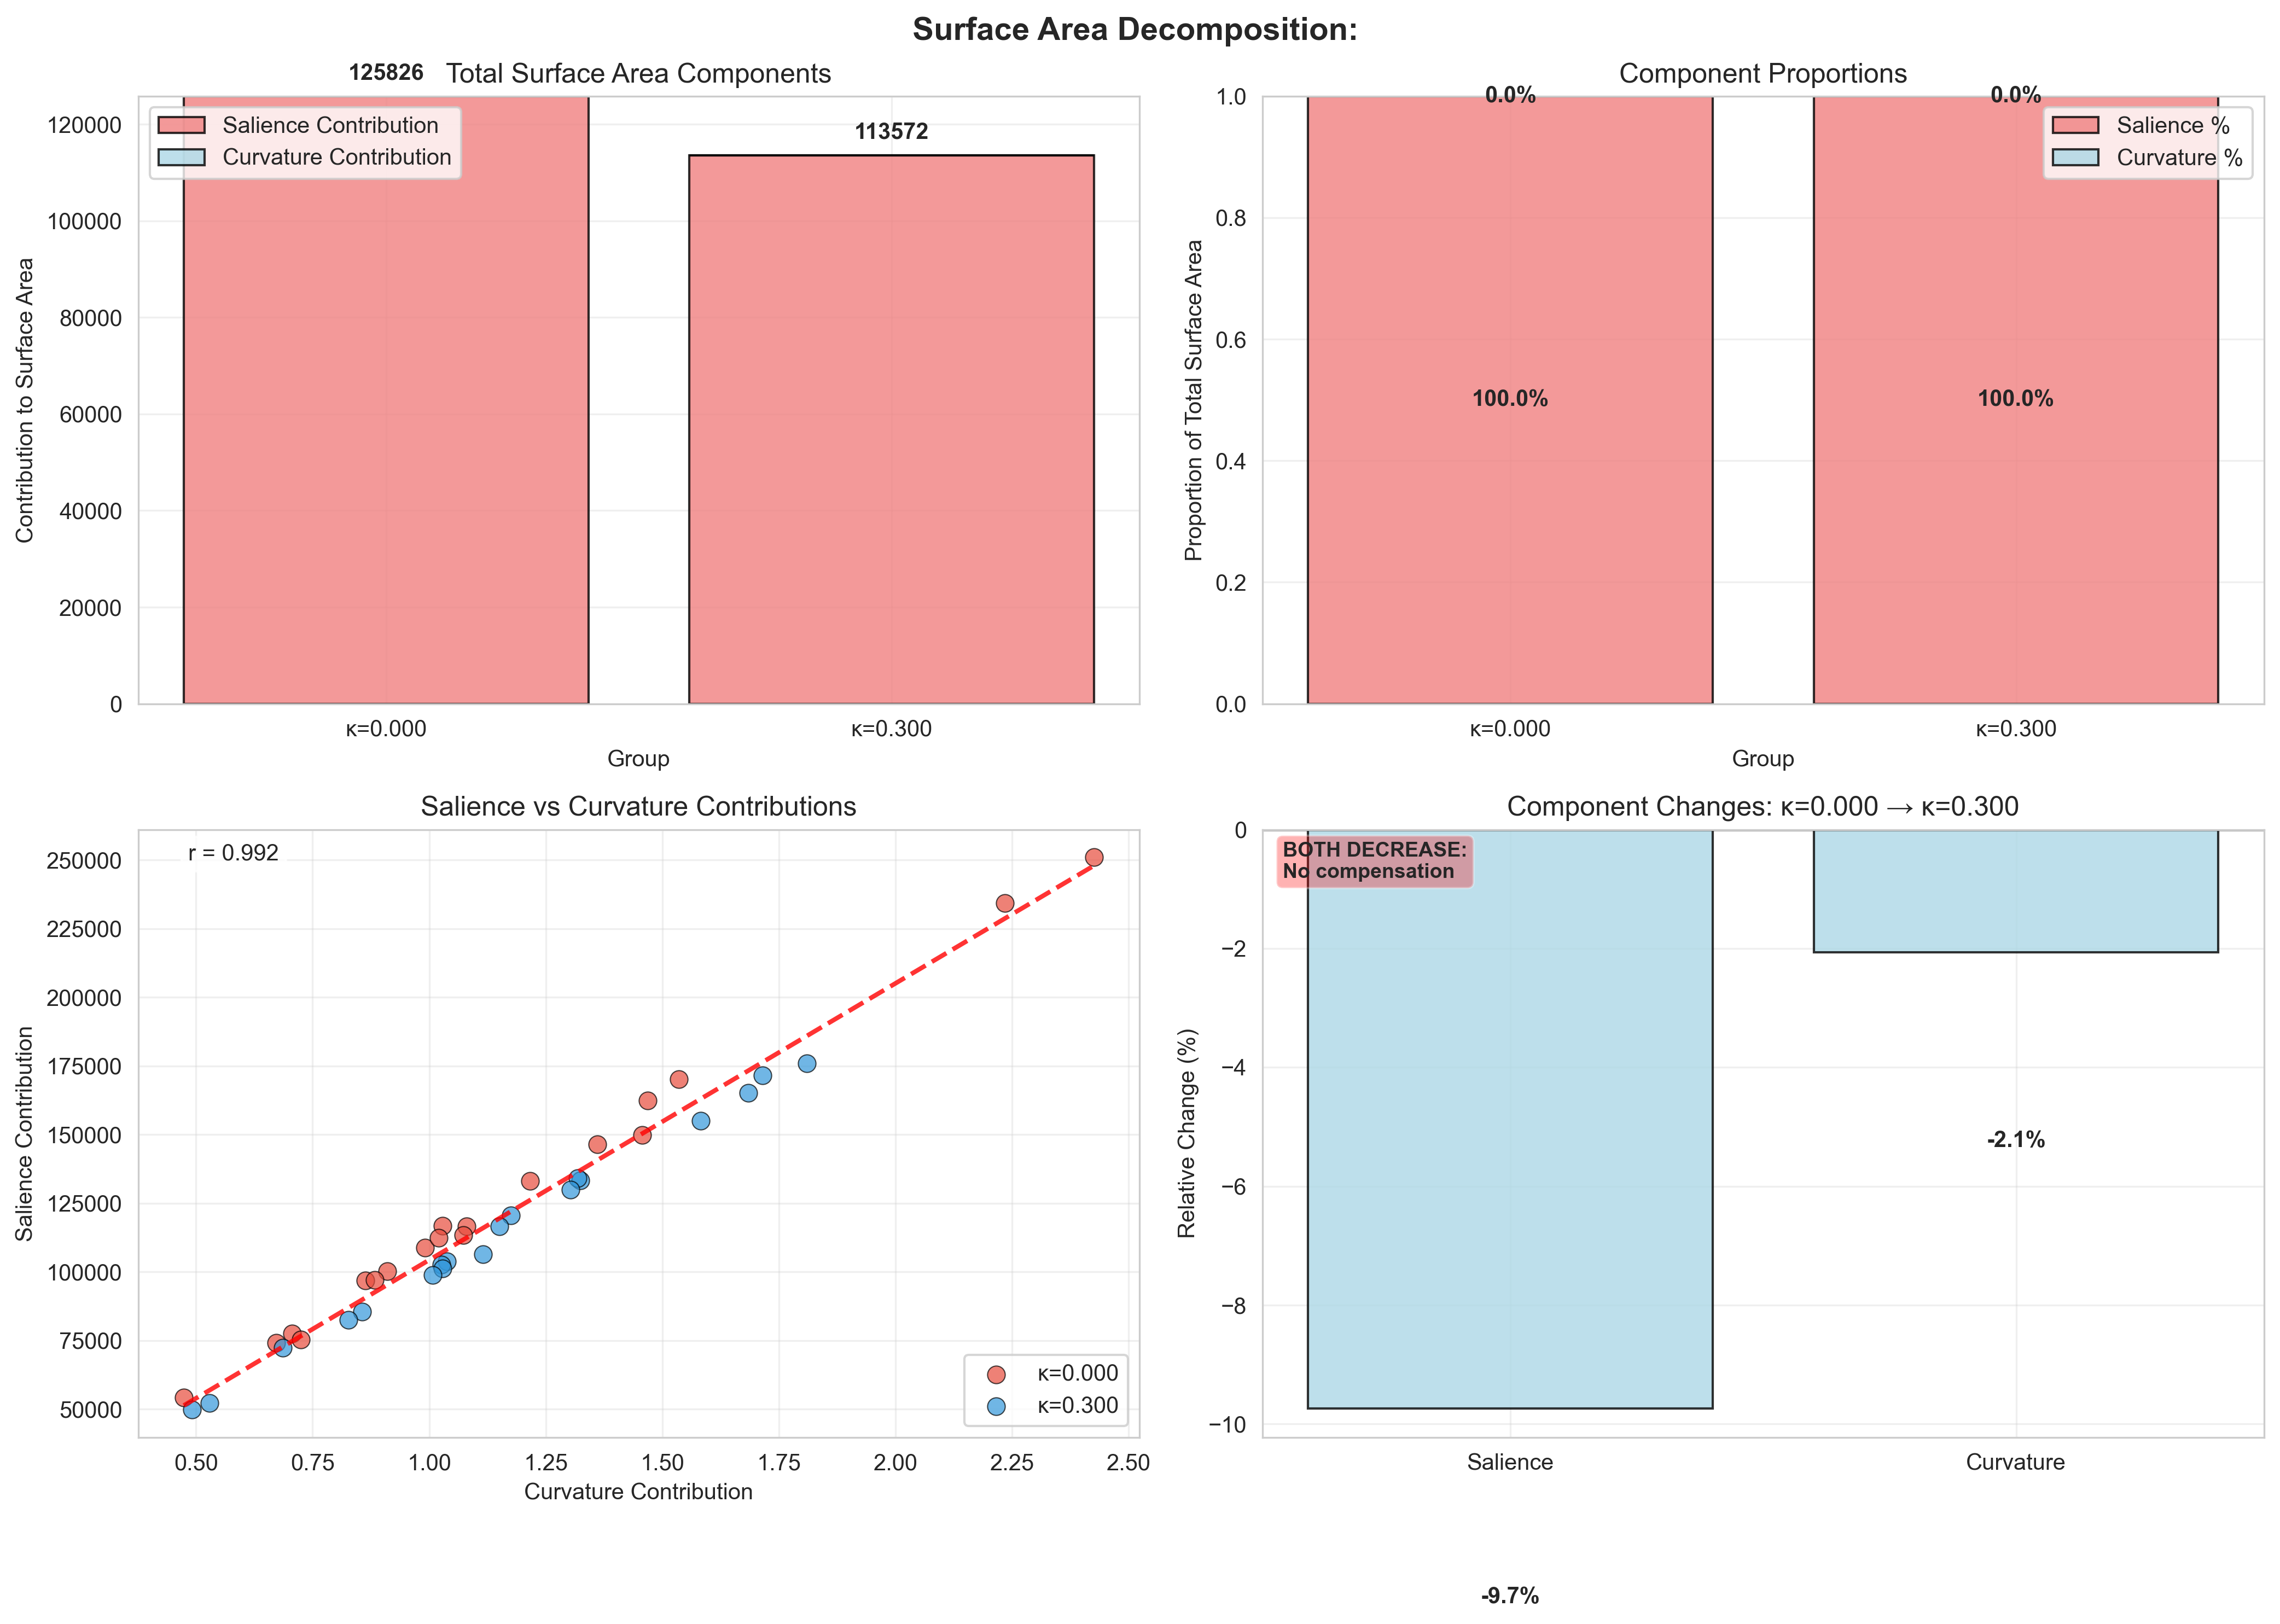 Surface Area Decomposition:
125826
Total Surface Area Components
Salience Contribution
Curvature Contribution
113572
120000
100000
80000
60000
40000
20000
0
Contribution to Surface Area
κ=0.000
κ=0.300
Group
Component Proportions
0.0%
0.0%
Salience %
Curvature %
100.0%
100.0%
1.0
0.8
0.6
0.4
0.2
0.0
Proportion of Total Surface Area
κ=0.000
κ=0.300
Group
Salience vs Curvature Contributions
r = 0.992
250000
225000
200000
175000
150000
125000
100000
75000
50000
Salience Contribution
κ=0.000
κ=0.300
0.50
0.75
1.00
1.25
1.50
1.75
2.00
2.25
2.50
Curvature Contribution
Component Changes: κ=0.000 → κ=0.300
BOTH DECREASE:
No compensation
0
−2
−4
−6
−8
−10
Relative Change (%)
-2.1%
Salience
Curvature
-9.7%